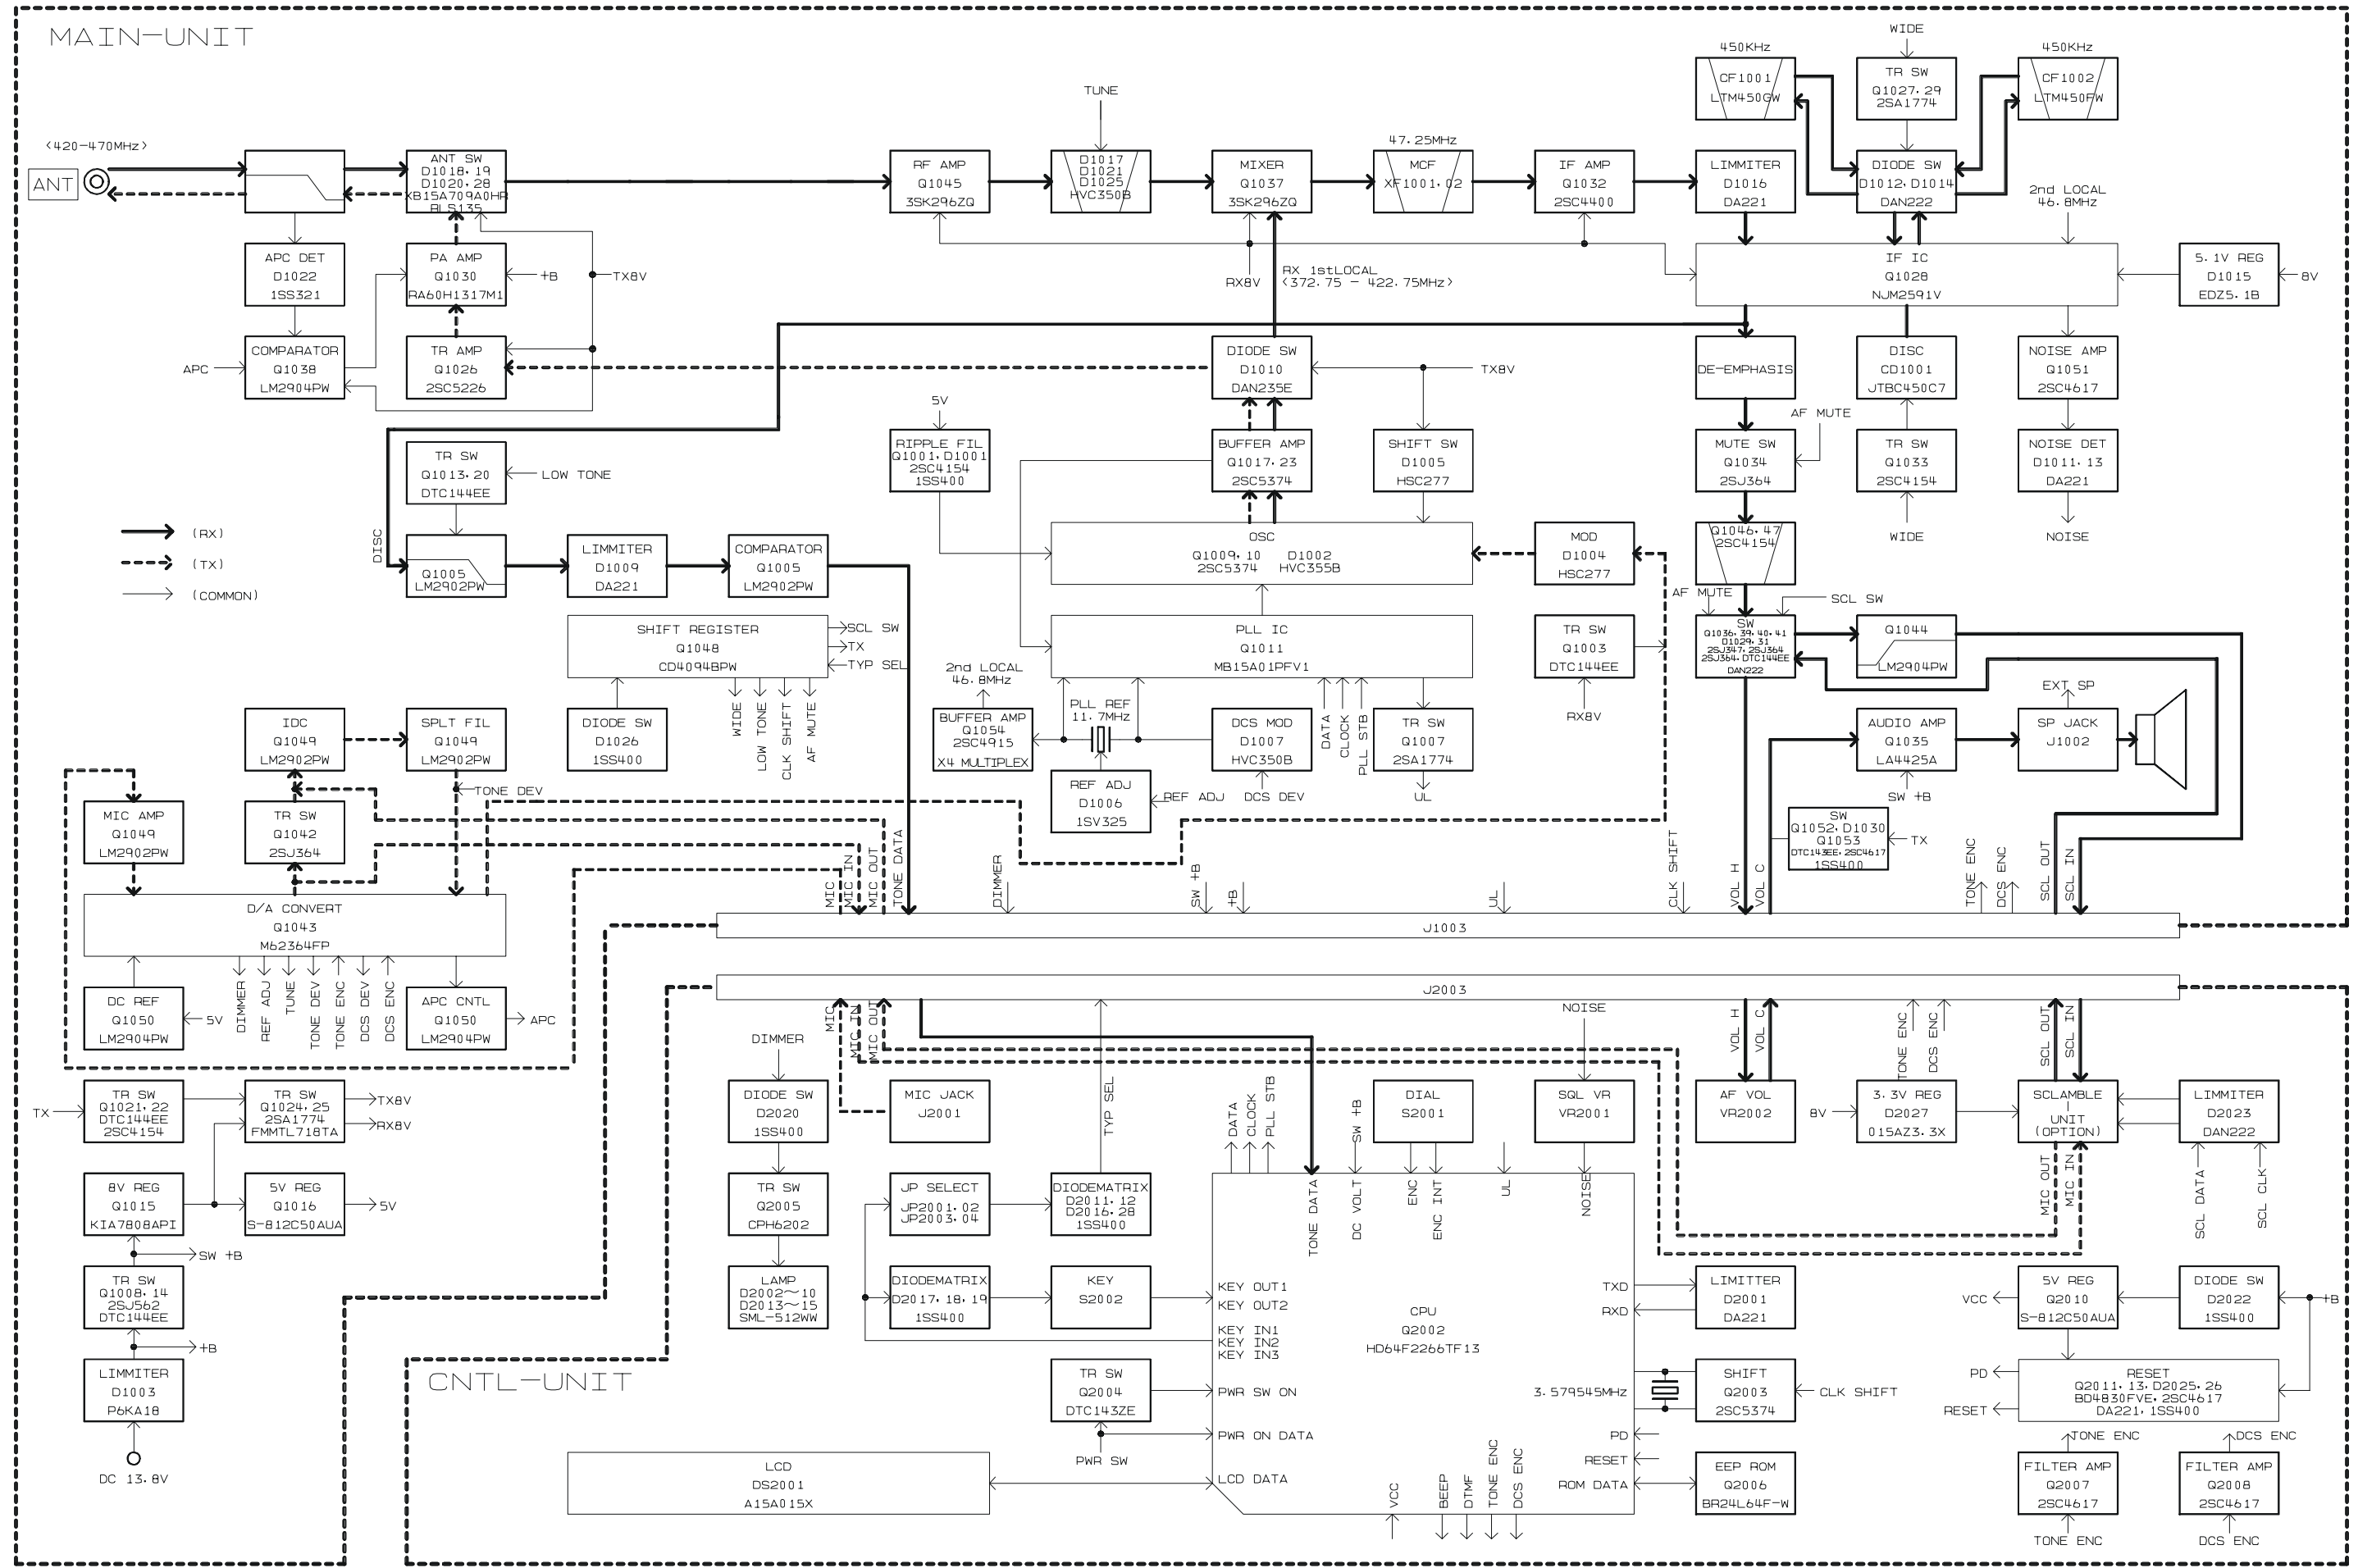 MAIN-UNIT
<420-470MHz>
ANT
ANT SW
D1018,19
D1020,28
XB15A709A0HR
RLS135
APC DET
D1022
1SS321
PA AMP
Q1030
RA60H1317M1
+B
TX8V
COMPARATOR
Q1038
LM2904PW
APC
TR AMP
Q1026
2SC5226
RF AMP
Q1045
3SK296ZQ
TUNE
D1017
D1021
D1025
HVC350B
MIXER
Q1037
3SK296ZQ
47.25MHz
MCF
XF1001,02
IF AMP
Q1032
2SC4400
LIMMITER
D1016
DA221
450KHz
CF1001
LTM450GW
WIDE
TR SW
Q1027,29
2SA1774
450KHz
CF1002
LTM450FW
DIODE SW
D1012,D1014
DAN222
2nd LOCAL
46.8MHz
RX8V
RX 1stLOCAL
<372.75 - 422.75MHz>
IF IC
Q1028
NJM2591V
5.1V REG
D1015
EDZ5.1B
8V
DIODE SW
D1010
DAN235E
TX8V
DE-EMPHASIS
DISC
CD1001
JTBC450C7
NOISE AMP
Q1051
2SC4617
TR SW
Q1013,20
DTC144EE
LOW TONE
5V
RIPPLE FIL
Q1001,D1001
2SC4154
1SS400
BUFFER AMP
Q1017,23
2SC5374
SHIFT SW
D1005
HSC277
AF MUTE
MUTE SW
Q1034
2SJ364
TR SW
Q1033
2SC4154
WIDE
NOISE DET
D1011,13
DA221
NOISE
(RX)
(TX)
(COMMON)
DISC
Q1005
LM2902PW
LIMMITER
D1009
DA221
COMPARATOR
Q1005
LM2902PW
OSC
Q1009,10 D1002
2SC5374 HVC355B
MOD
D1004
HSC277
Q1046,47
2SC4154
AF MUTE
SCL SW
SHIFT REGISTER
Q1048
CD4094BPW
SCL SW
TX
TYP SEL
WIDE
LOW TONE
CLK SHIFT
AF MUTE
DIODE SW
D1026
1SS400
PLL IC
Q1011
MB15A01PFV1
TR SW
Q1003
DTC144EE
RX8V
SW
Q1036,39,40,41
D1029,31
2SJ347,2SJ364
2SJ364,DTC144EE
DAN222
Q1044
LM2904PW
2nd LOCAL
46.8MHz
BUFFER AMP
Q1054
2SC4915
X4 MULTIPLEX
PLL REF
11.7MHz
DCS MOD
D1007
HVC350B
DCS DEV
DATA
CLOCK
PLL STB
TR SW
Q1007
2SA1774
UL
REF ADJ
D1006
1SV325
REF ADJ
AUDIO AMP
Q1035
LA4425A
SW +B
EXT SP
SP JACK
J1002
SW
Q1052,D1030
Q1053
DTC143EE,2SC4617
1SS400
TX
IDC
Q1049
LM2902PW
SPLT FIL
Q1049
LM2902PW
TONE DEV
MIC AMP
Q1049
LM2902PW
TR SW
Q1042
2SJ364
D/A CONVERT
Q1043
M62364FP
DC REF
Q1050
LM2904PW
5V
DIMMER
REF ADJ
TUNE
TONE DEV
TONE ENC
DCS DEV
DCS ENC
APC CNTL
Q1050
LM2904PW
APC
MIC
MIC IN
MIC OUT
TONE DATA
DIMMER
SW +B
+B
UL
CLK SHIFT
VOL H
VOL C
TONE ENC
DCS ENC
SCL OUT
SCL IN
J1003
J2003
MIC
MIC IN
MIC OUT
TYP SEL
NOISE
VOL H
VOL C
TONE ENC
DCS ENC
SCL OUT
SCL IN
TX
TR SW
Q1021,22
DTC144EE
2SC4154
TR SW
Q1024,25
2SA1774
FMMTL718TA
TX8V
RX8V
8V REG
Q1015
KIA7808API
5V REG
Q1016
S-812C50AUA
5V
SW +B
TR SW
Q1008,14
2SJ562
DTC144EE
+B
LIMMITER
D1003
P6KA18
DC 13.8V
DIMMER
DIODE SW
D2020
1SS400
TR SW
Q2005
CPH6202
LAMP
D2002~10
D2013~15
SML-512WW
MIC JACK
J2001
JP SELECT
JP2001,02
JP2003,04
DIODEMATRIX
D2011,12
D2016,28
1SS400
DIODEMATRIX
D2017,18,19
1SS400
KEY
S2002
DATA
CLOCK
PLL STB
TONE DATA
DC VOLT
SW +B
DIAL
S2001
ENC
ENC INT
UL
SQL VR
VR2001
NOISE
AF VOL
VR2002
8V
3.3V REG
D2027
015AZ3.3X
SCLAMBLE
UNIT
(OPTION)
LIMMITER
D2023
DAN222
MIC OUT
MIC IN
SCL DATA
SCL CLK
KEY OUT1
KEY OUT2
KEY IN1
KEY IN2
KEY IN3
CPU
Q2002
HD64F2266TF13
TXD
RXD
LIMITTER
D2001
DA221
VCC
5V REG
Q2010
S-812C50AUA
DIODE SW
D2022
1SS400
+B
CNTL-UNIT
TR SW
Q2004
DTC143ZE
PWR SW ON
PWR ON DATA
PWR SW
3.579545MHz
SHIFT
Q2003
2SC5374
CLK SHIFT
PD
RESET
RESET
Q2011,13,D2025,26
BD4830FVE,2SC4617
DA221,1SS400
PD
RESET
LCD
DS2001
A15A015X
LCD DATA
VCC
BEEP
DTMF
TONE ENC
DCS ENC
ROM DATA
EEP ROM
Q2006
BR24L64F-W
TONE ENC
FILTER AMP
Q2007
2SC4617
TONE ENC
DCS ENC
FILTER AMP
Q2008
2SC4617
DCS ENC